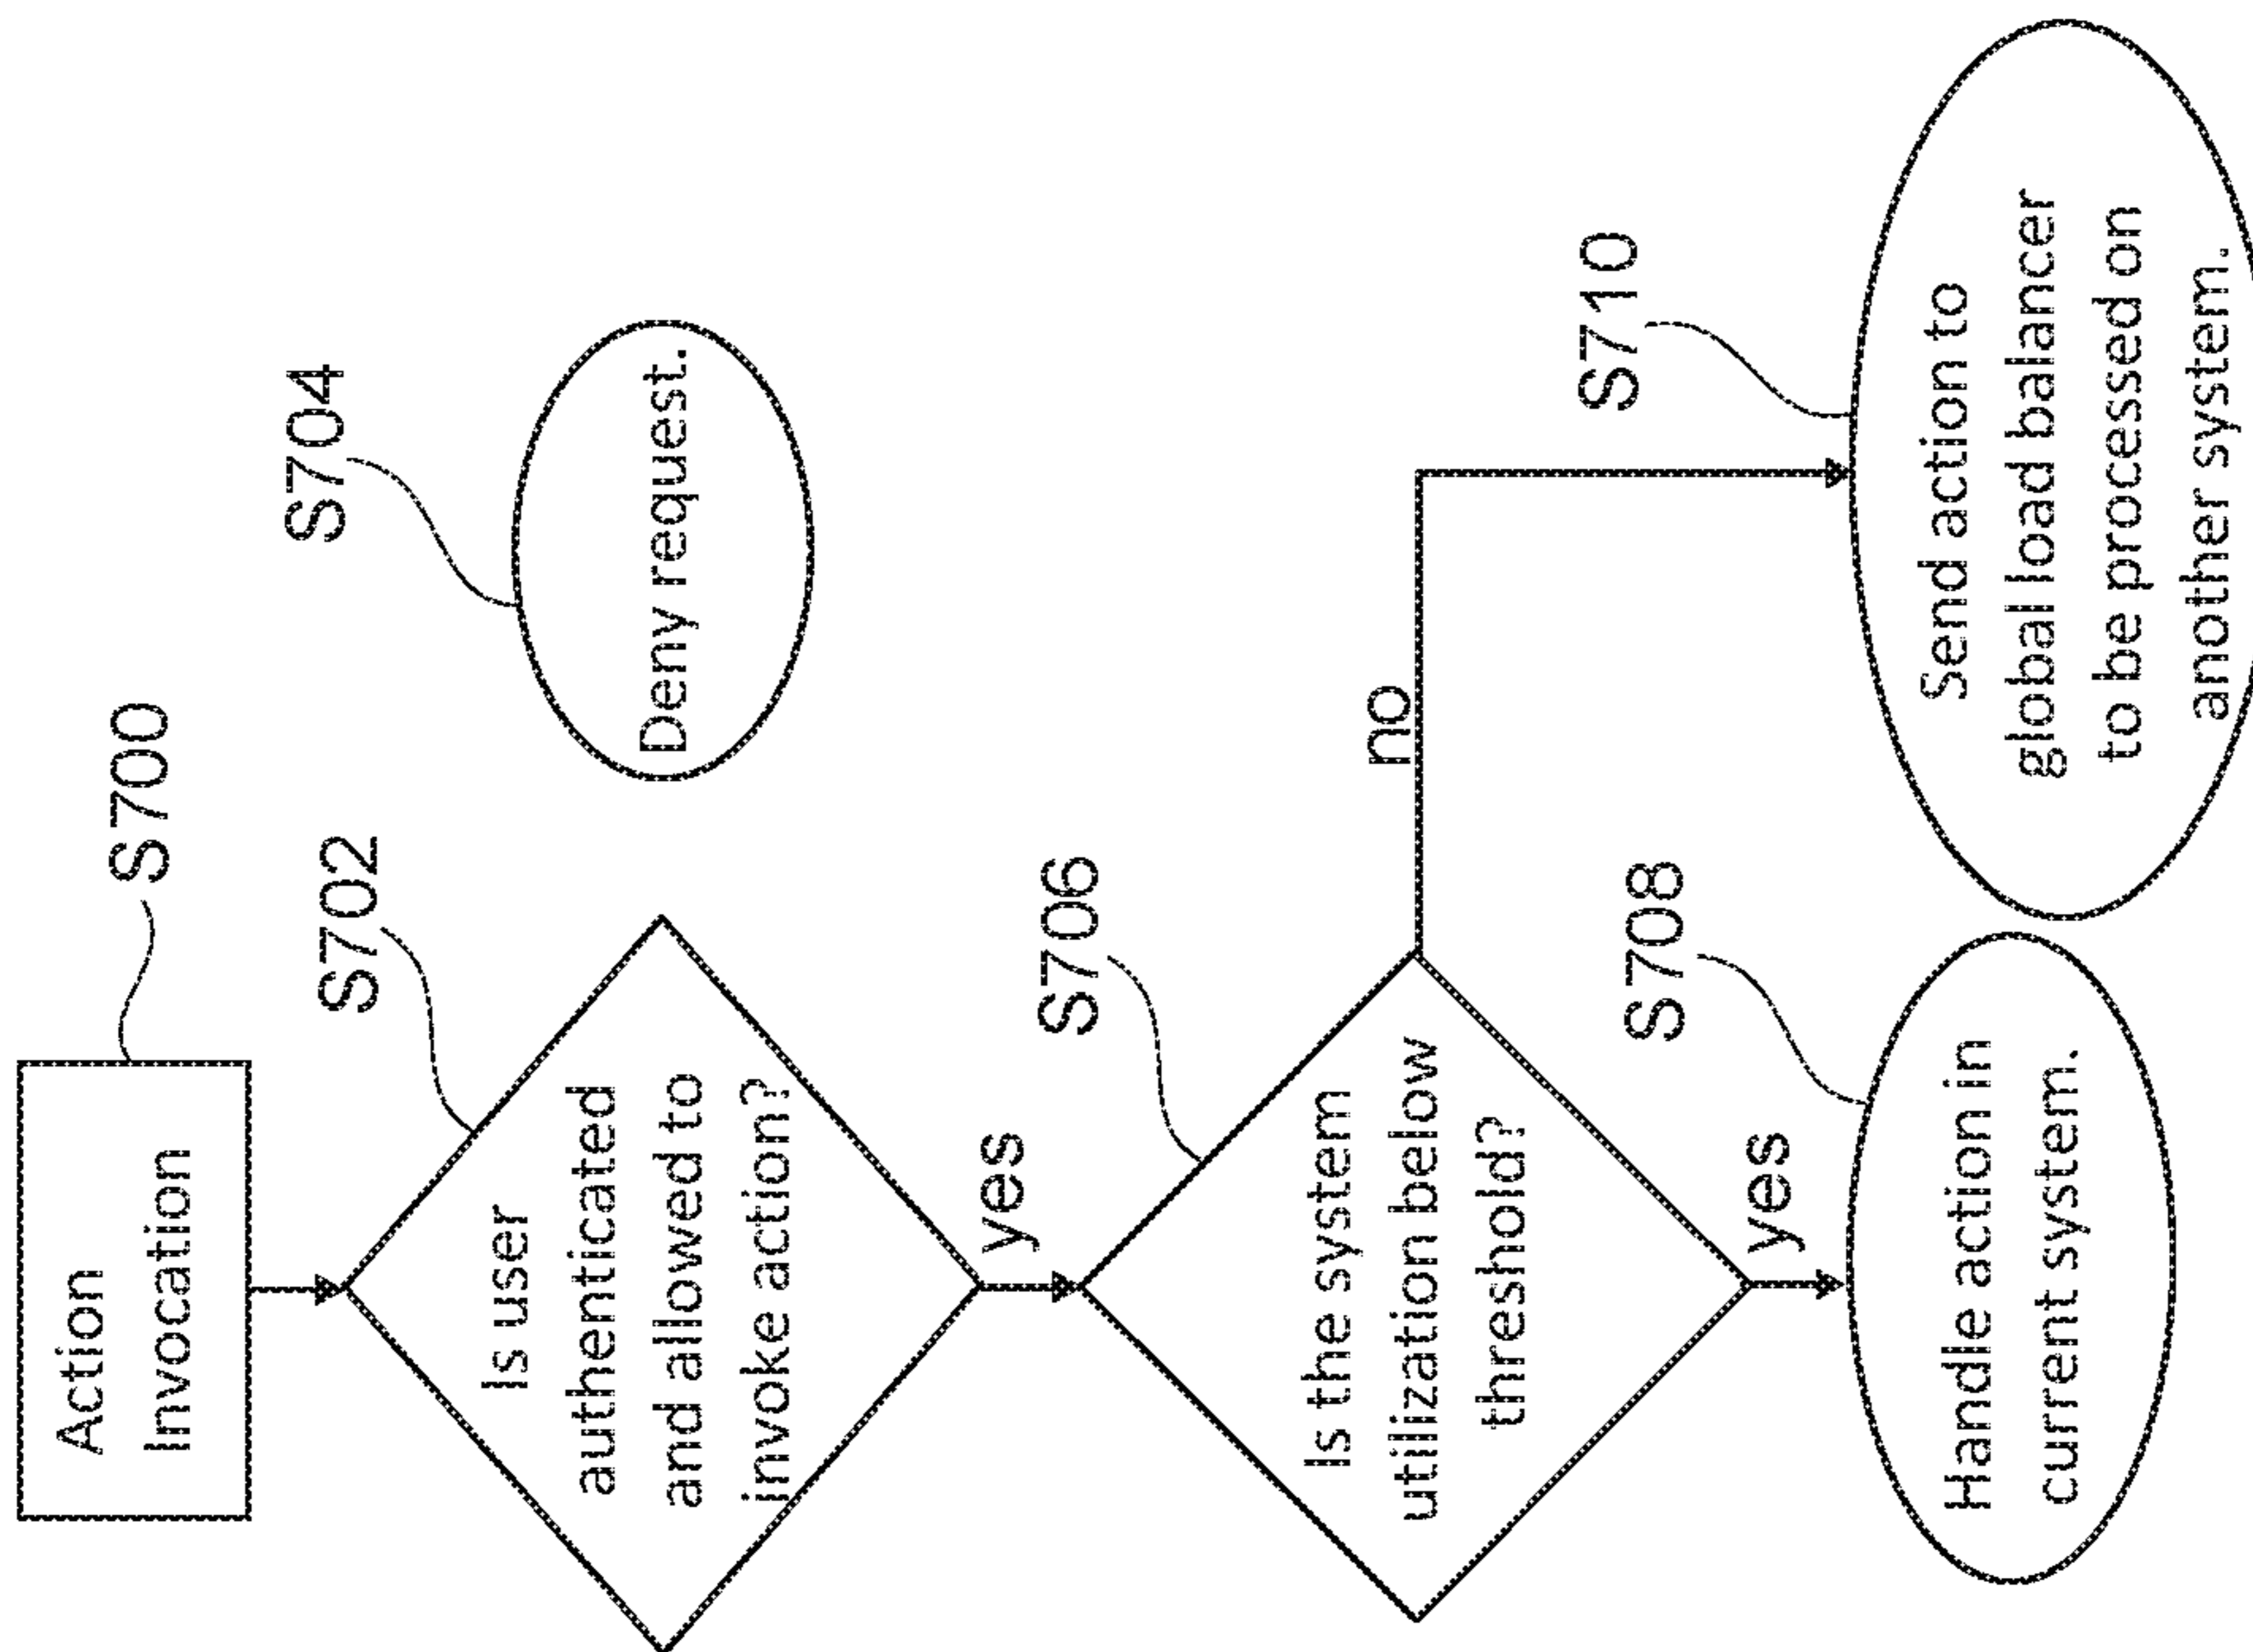 Action
Invocation
S700
S702
Is user
authenticated
and allowed to
invoke action?
S704
Deny request.
yes
S706
Is the system
utilization below
threshold?
no
yes
S708
Handle action in
current system.
S710
Send action to
global load balancer
to be processed on
another system.